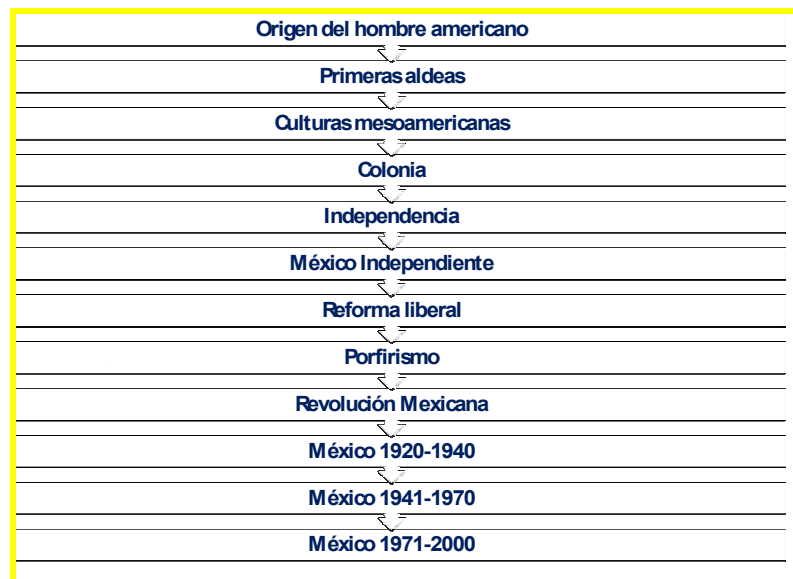 Origen del hombre americano
Primeras aldeas
Culturas mesoamericanas
Colonia
Independencia
México Independiente
Reforma liberal
Porfirismo
Revolución Mexicana
México 1920-1940
México 1941-1970
México 1971-2000